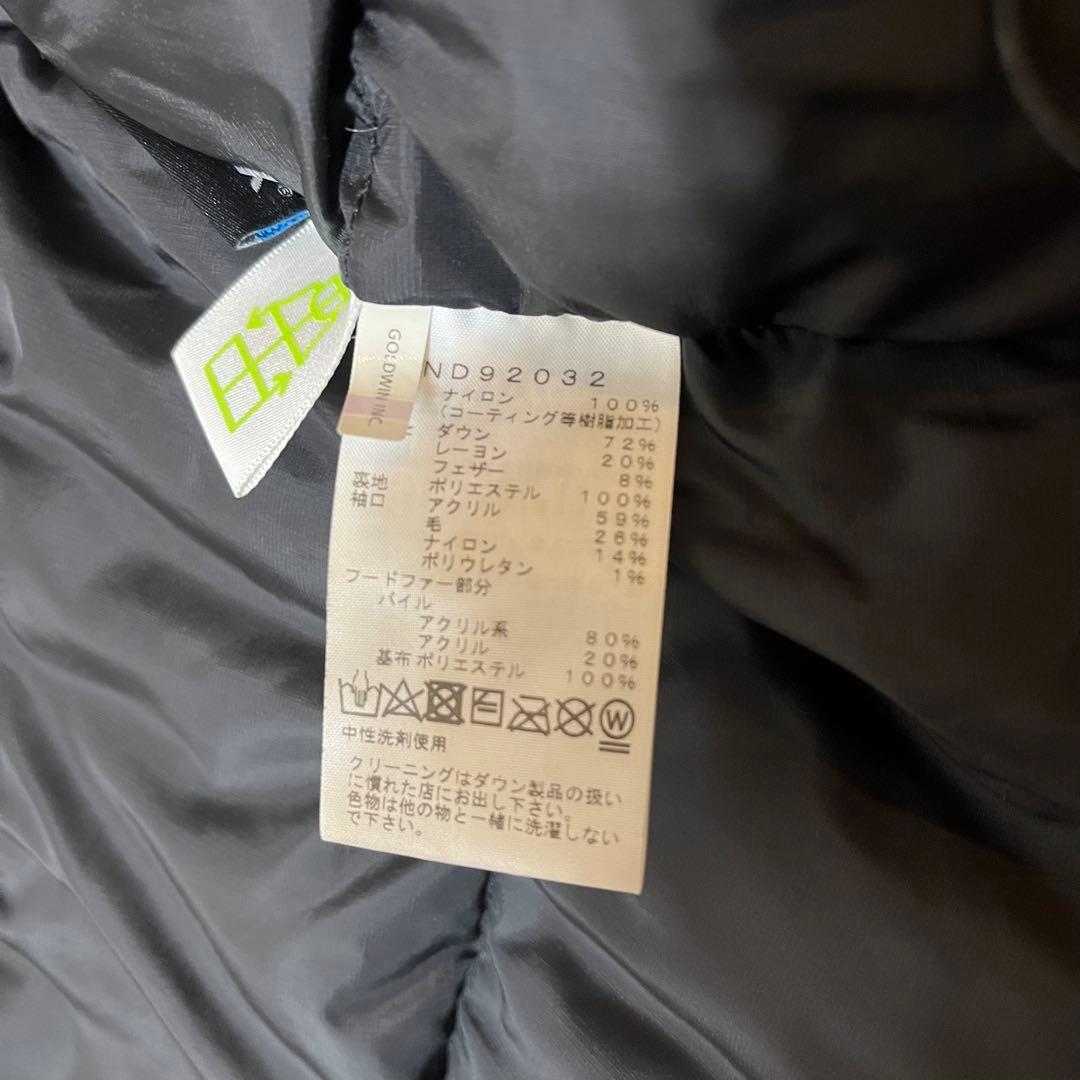 GOLDWIN INC
ND92032
ナイロン 100%
(コーティング等樹脂加工)
ダウン 72%
レーヨン 20%
フェザー 8%
ポリエステル 100%
袖口 アクリル 59%
毛 26%
ナイロン 14%
ポリウレタン 1%
フードファー部分
パイル
アクリル系 80%
アクリル 20%
基布 ポリエステル 100%
W
中性洗剤使用
クリーニングはダウン製品の扱い
に慣れた店にお出し下さい。
色物は他の物と一緒に洗濯しない
で下さい。